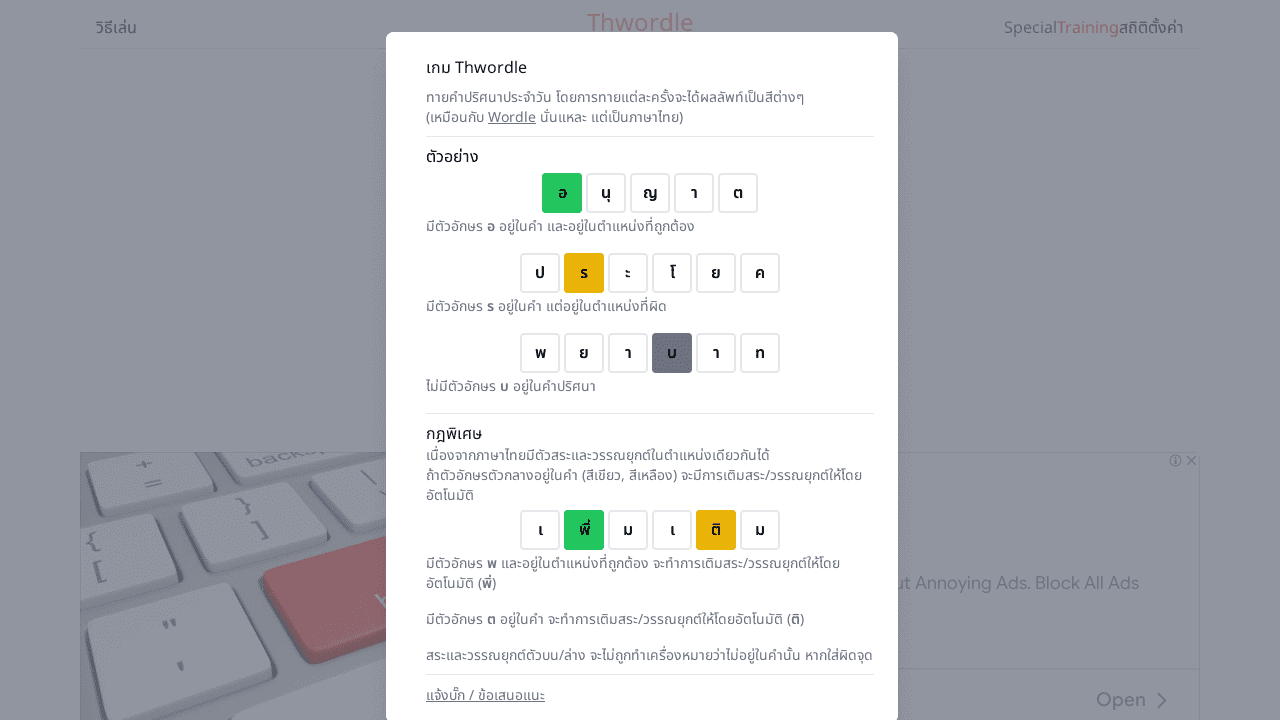 วิธีเล่น
Thwordle
Special Training สถิติ ตั้งค่า
เกม Thwordle
ทายคำปริศนาประจำวัน โดยการทายแต่ละครั้งจะได้ผลลัพท์เป็นสีต่างๆ
(เหมือนกับ Wordle นั่นแหละ แต่เป็นภาษาไทย)
ตัวอย่าง
อ นุ ญ า ต
มีตัวอักษร อ อยู่ในคำ และอยู่ในตำแหน่งที่ถูกต้อง
ป ร ะ โ ย ค
มีตัวอักษร ร อยู่ในคำ แต่อยู่ในตำแหน่งที่ผิด
พ ย า บ า ท
ไม่มีตัวอักษร บ อยู่ในคำปริศนา
กฎพิเศษ
เนื่องจากภาษาไทยมีตัวสระและวรรณยุกต์ในตำแหน่งเดียวกันได้
ถ้าตัวอักษรตัวกลางอยู่ในคำ (สีเขียว, สีเหลือง) จะมีการเติมสระ/วรรณยุกต์ให้โดย
อัตโนมัติ
เ พี่ ม เ ติ ม
มีตัวอักษร พ และอยู่ในตำแหน่งที่ถูกต้อง จะทำการเติมสระ/วรรณยุกต์ให้โดย
อัตโนมัติ (พี่)
มีตัวอักษร ต อยู่ในคำ จะทำการเติมสระ/วรรณยุกต์ให้โดยอัตโนมัติ (ติ)
สระและวรรณยุกต์ตัวบน/ล่าง จะไม่ถูกทำเครื่องหมายว่าไม่อยู่ในคำนั้น หากใส่ผิดจุด
แจ้งบั๊ก / ข้อเสนอแนะ
+
=
}
]
{
[
"
'
Annoying Ads. Block All Ads
Open